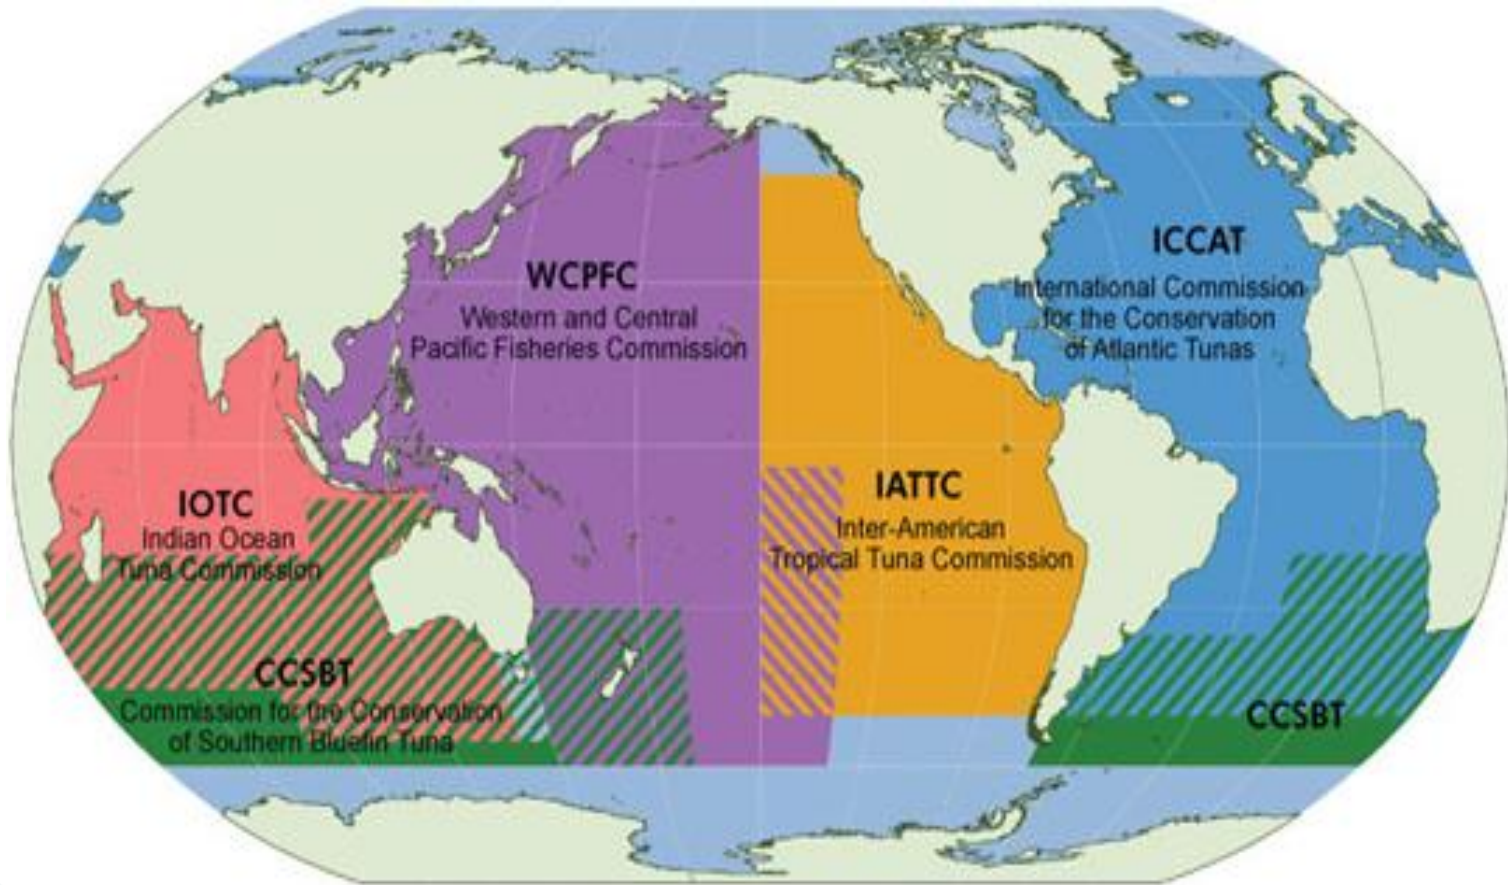 WCPFC
Western and Central
Pacific Fisheries Commission
ICCAT
International Commission
for the Conservation
of Atlantic Tunas
IOTC
Indian Ocean
Tuna Commission
IATTC
Inter-American
Tropical Tuna Commission
CCSBT
Commission for the Conservation
of Southern Bluefin Tuna
CCSBT